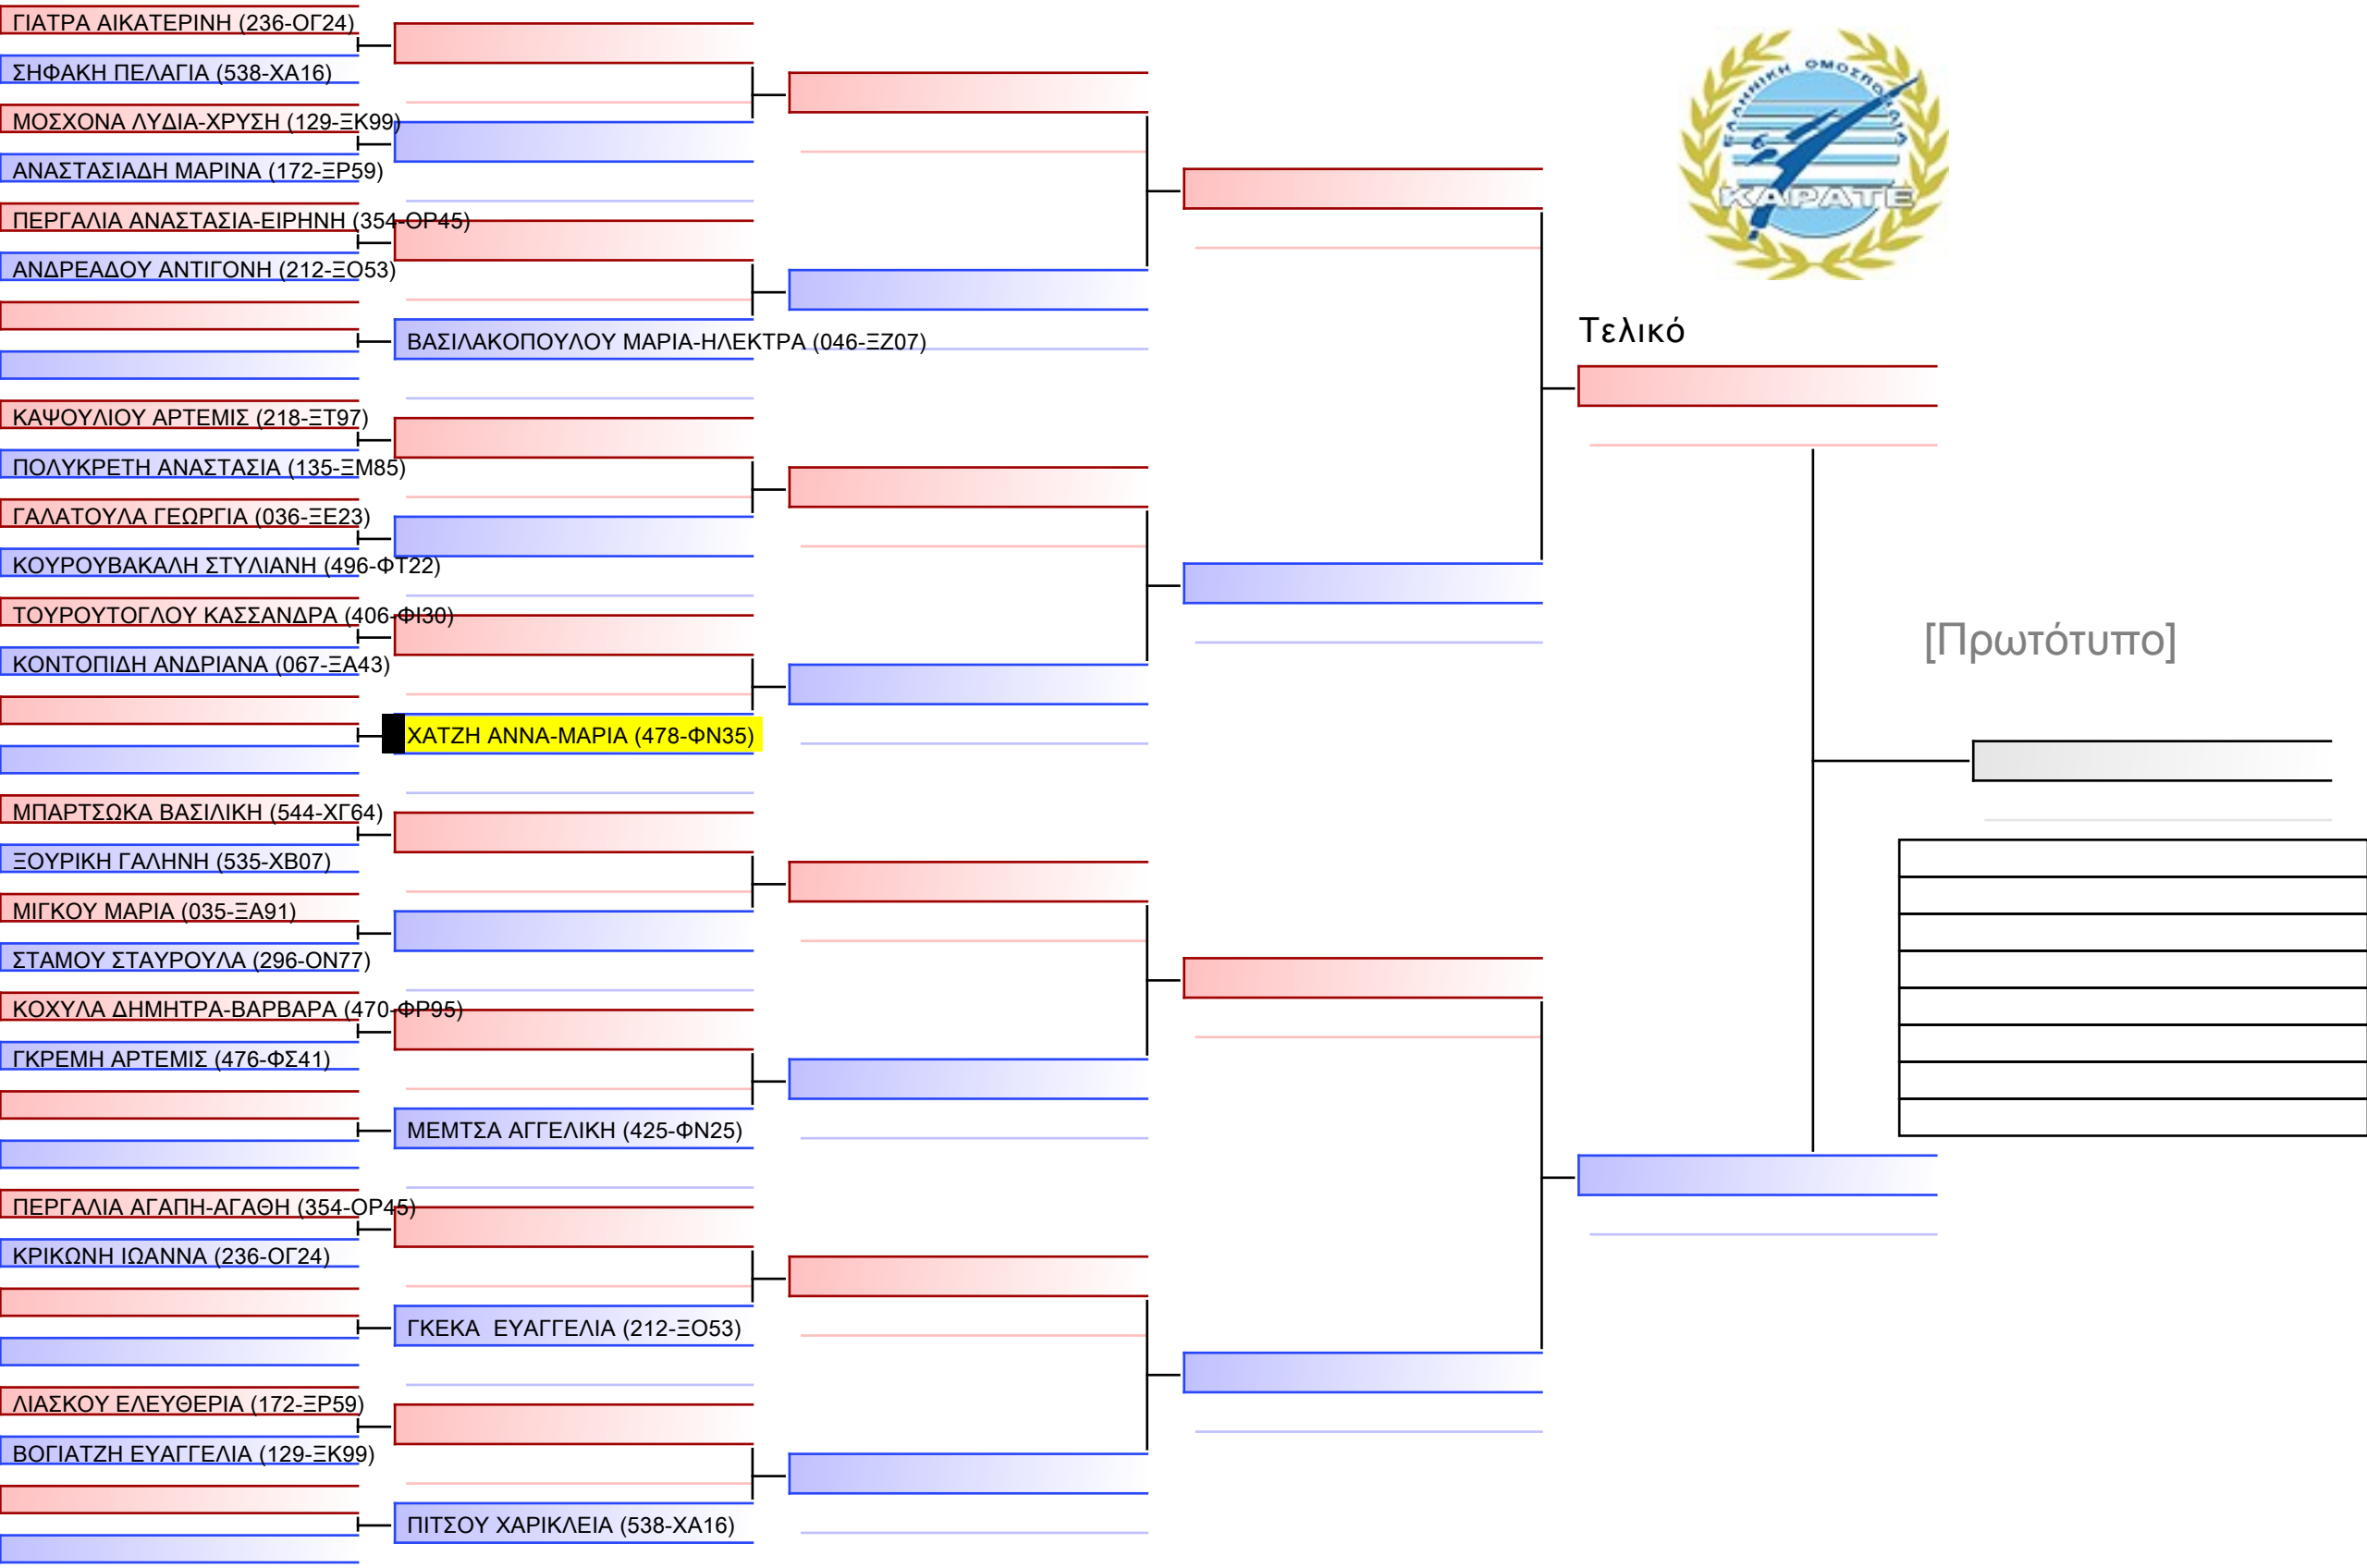 ΓΙΑΤΡΑ ΑΙΚΑΤΕΡΙΝΗ (236-ΟΓ24)
ΣΗΦΑΚΗ ΠΕΛΑΓΙΑ (538-ΧΑ16)
ΜΟΣΧΟΝΑ ΛΥΔΙΑ-ΧΡΥΣΗ (129-ΞΚ99)
ΑΝΑΣΤΑΣΙΑΔΗ ΜΑΡΙΝΑ (172-ΞΡ59)
ΠΕΡΓΑΛΙΑ ΑΝΑΣΤΑΣΙΑ-ΕΙΡΗΝΗ (354-ΟΡ45)
ΑΝΔΡΕΑΔΟΥ ΑΝΤΙΓΟΝΗ (212-ΞΟ53)
ΒΑΣΙΛΑΚΟΠΟΥΛΟΥ ΜΑΡΙΑ-ΗΛΕΚΤΡΑ (046-ΞΖ07)
ΚΑΨΟΥΛΙΟΥ ΑΡΤΕΜΙΣ (218-ΞΤ97)
ΠΟΛΥΚΡΕΤΗ ΑΝΑΣΤΑΣΙΑ (135-ΞΜ85)
ΓΑΛΑΤΟΥΛΑ ΓΕΩΡΓΙΑ (036-ΞΕ23)
ΚΟΥΡΟΥΒΑΚΑΛΗ ΣΤΥΛΙΑΝΗ (496-ΦΤ22)
ΤΟΥΡΟΥΤΟΓΛΟΥ ΚΑΣΣΑΝΔΡΑ (406-ΦΙ30)
ΚΟΝΤΟΠΙΔΗ ΑΝΔΡΙΑΝΑ (067-ΞΑ43)
ΧΑΤΖΗ ΑΝΝΑ-ΜΑΡΙΑ (478-ΦΝ35)
ΜΠΑΡΤΣΩΚΑ ΒΑΣΙΛΙΚΗ (544-ΧΓ64)
ΞΟΥΡΙΚΗ ΓΑΛΗΝΗ (535-ΧΒ07)
ΜΙΓΚΟΥ ΜΑΡΙΑ (035-ΞΑ91)
ΣΤΑΜΟΥ ΣΤΑΥΡΟΥΛΑ (296-ΟΝ77)
ΚΟΧΥΛΑ ΔΗΜΗΤΡΑ-ΒΑΡΒΑΡΑ (470-ΦΡ95)
ΓΚΡΕΜΗ ΑΡΤΕΜΙΣ (476-ΦΣ41)
ΜΕΜΤΣΑ ΑΓΓΕΛΙΚΗ (425-ΦΝ25)
ΠΕΡΓΑΛΙΑ ΑΓΑΠΗ-ΑΓΑΘΗ (354-ΟΡ45)
ΚΡΙΚΩΝΗ ΙΩΑΝΝΑ (236-ΟΓ24)
ΓΚΕΚΑ  ΕΥΑΓΓΕΛΙΑ (212-ΞΟ53)
ΛΙΑΣΚΟΥ ΕΛΕΥΘΕΡΙΑ (172-ΞΡ59)
ΒΟΓΙΑΤΖΗ ΕΥΑΓΓΕΛΙΑ (129-ΞΚ99)
ΠΙΤΣΟΥ ΧΑΡΙΚΛΕΙΑ (538-ΧΑ16)
ΕΛΛΗΝΙΚΗ ΟΜΟΣΠΟΝΔΙΑ
ΚΑΡΑΤΕ
Τελικό
[Πρωτότυπο]